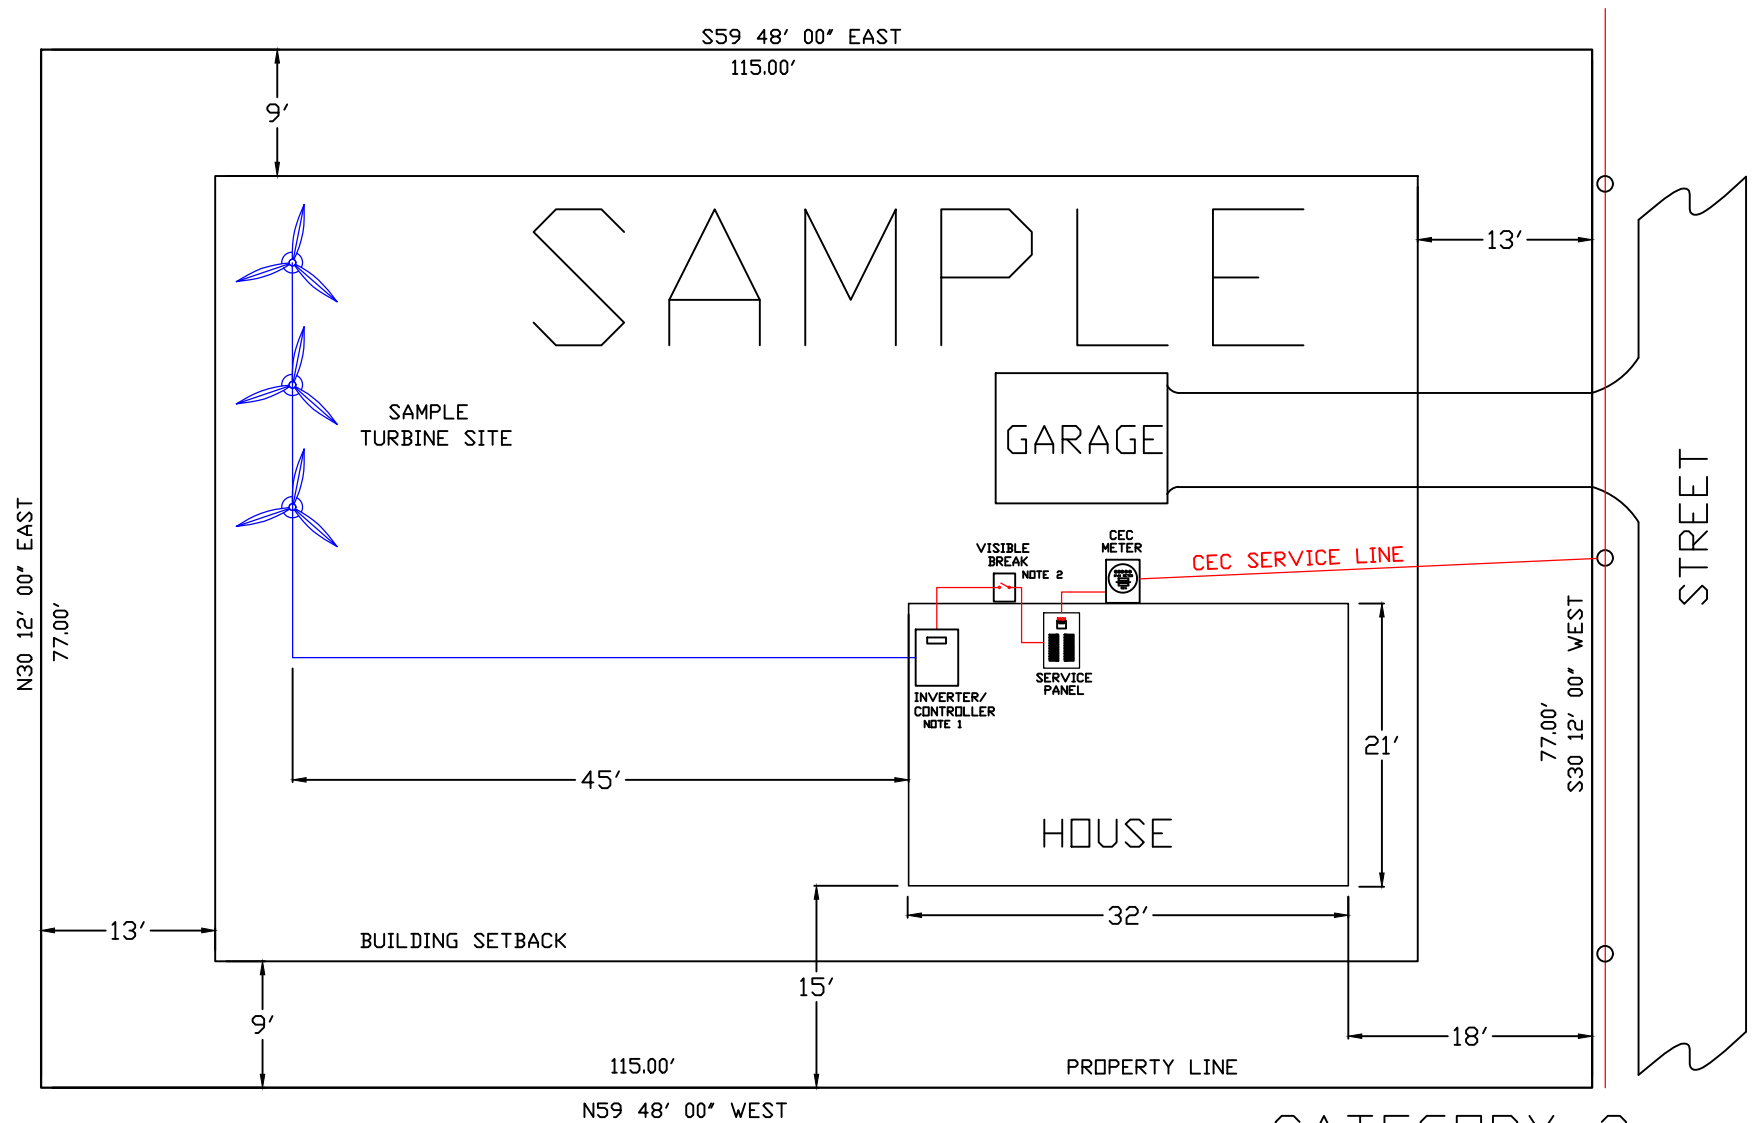 S59 48' 00" EAST
115.00'
9'
13'
SAMPLE
SAMPLE
TURBINE SITE
GARAGE
STREET
N30 12' 00" EAST
77.00'
VISIBLE
BREAK
NOTE 2
CEC
METER
CEC SERVICE LINE
SERVICE
PANEL
INVERTER/
CONTROLLER
NOTE 1
77.00'
S30 12' 00" WEST
21'
45'
HOUSE
32'
13'
BUILDING SETBACK
15'
9'
18'
115.00'
PROPERTY LINE
N59 48' 00" WEST